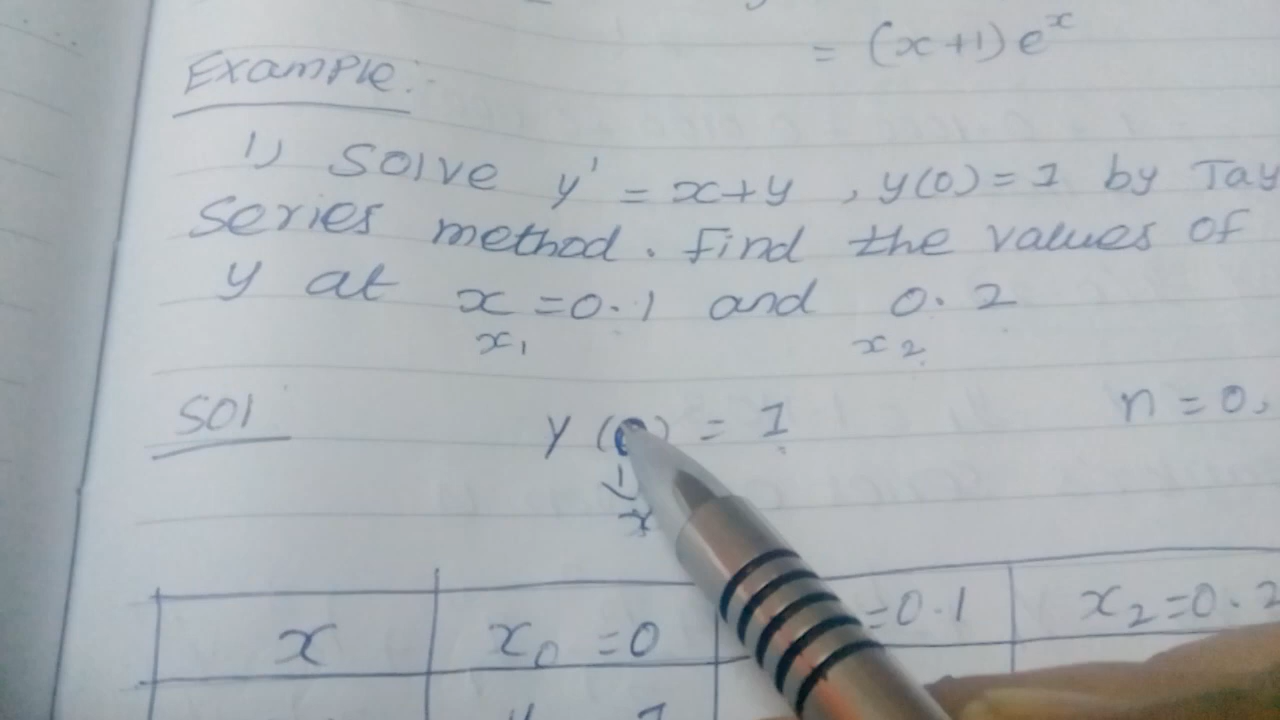 = (x+1)eˣ
Example:
1) Solve y' = x+y , y(0) = 1 by Tay
series method. Find the values of
y at x = 0.1 and 0.2
x₁ x₂
Sol y(0) = 1 n = 0,
x
x x₀ = 0 =0.1 x₂=0.2